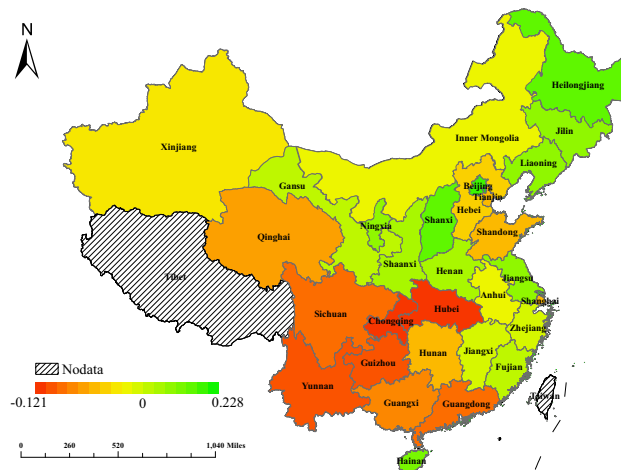 N
Heilongjiang
Jilin
Liaoning
Inner Mongolia
Xinjiang
Gansu
Beijing
Tianjin
Hebei
Ningxia
Shanxi
Shandong
Qinghai
Shaanxi
Henan
Tibet
Jiangsu
Anhui
Shanghai
Sichuan
Hubei
Chongqing
Zhejiang
Hunan
Jiangxi
Guizhou
Fujian
Nodata
Yunnan
Guangxi
Guangdong
Taiwan
-0.121 0 0.228
Hainan
0 260 520 1,040 Miles